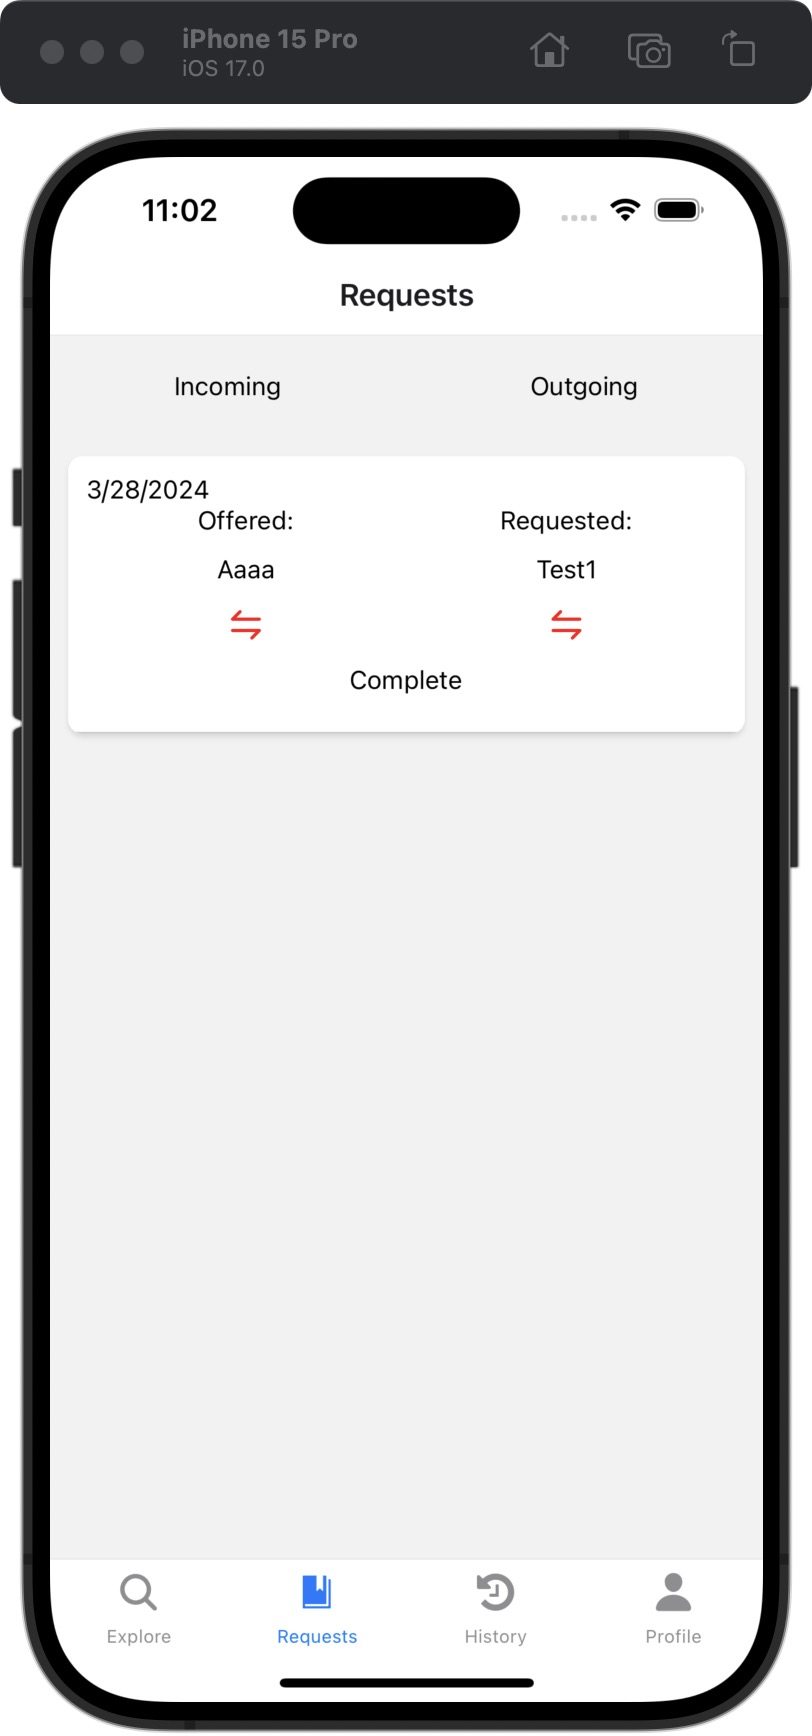 iPhone 15 Pro
iOS 17.0
11:02
Requests
Incoming Outgoing
3/28/2024
Offered: Requested:
Aaaa Test1
Complete
Explore Requests History Profile